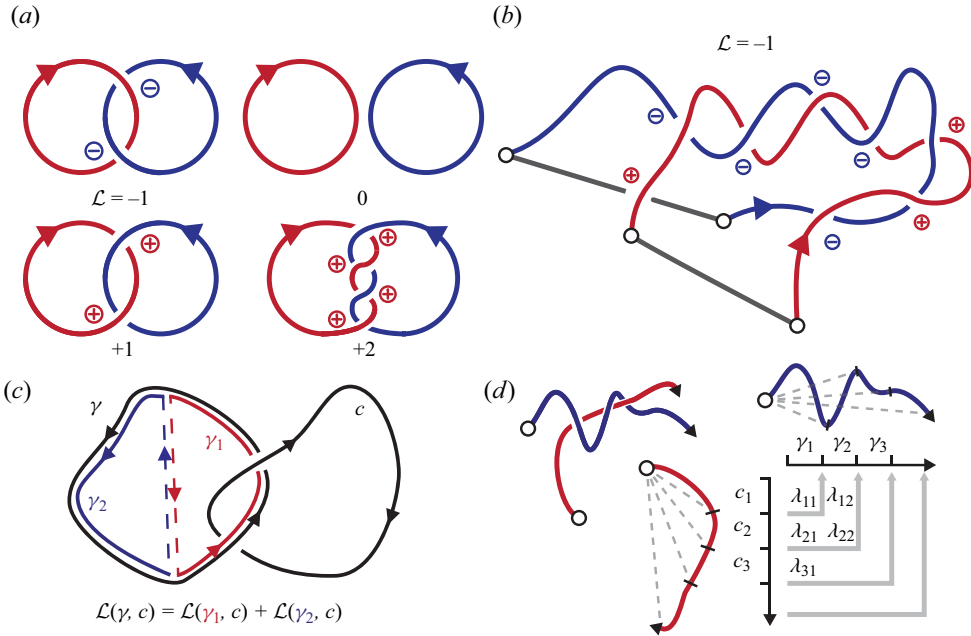 (a)
⊖
⊖
ℒ = –1
0
⊕
⊕
+1
⊕
⊕
⊕
⊕
+2
(b)
ℒ = –1
⊖
⊖
⊖
⊖
⊕
⊕
⊕
⊖
(c)
γ
c
γ₁
γ₂
ℒ(γ, c) = ℒ(γ₁, c) + ℒ(γ₂, c)
(d)
γ₁ γ₂ γ₃
c₁ λ₁₁ λ₁₂
c₂ λ₂₁ λ₂₂
c₃ λ₃₁